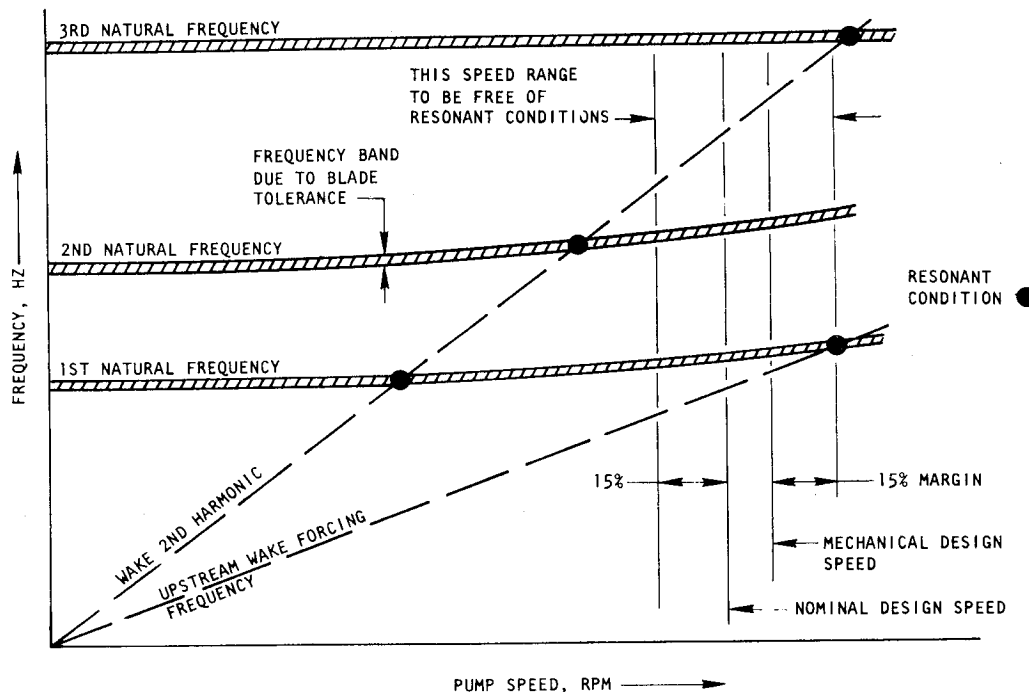 3RD NATURAL FREQUENCY
THIS SPEED RANGE
TO BE FREE OF
RESONANT CONDITIONS
FREQUENCY BAND
DUE TO BLADE
TOLERANCE
2ND NATURAL FREQUENCY
RESONANT
CONDITION
1ST NATURAL FREQUENCY
FREQUENCY, HZ
WAKE 2ND HARMONIC
UPSTREAM WAKE FORCING
FREQUENCY
15%
15% MARGIN
MECHANICAL DESIGN
SPEED
NOMINAL DESIGN SPEED
PUMP SPEED, RPM